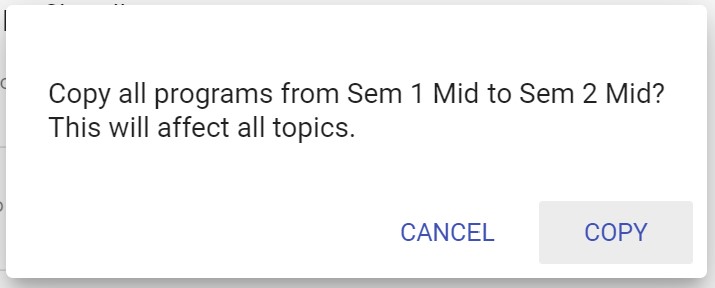 Copy all programs from Sem 1 Mid to Sem 2 Mid?
This will affect all topics.
CANCEL COPY